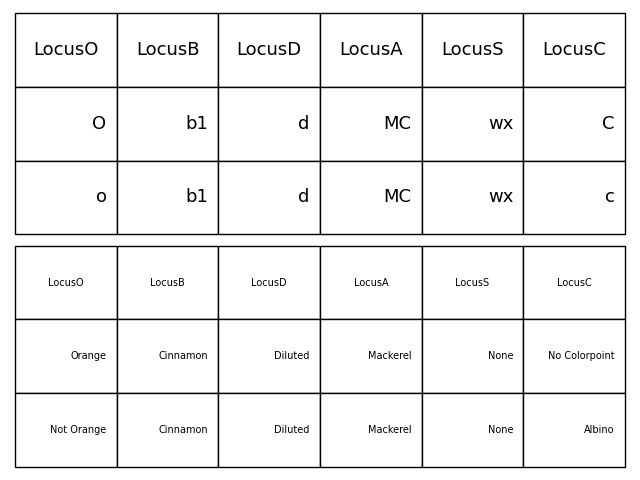 LocusO LocusB LocusD LocusA LocusS LocusC
O b1 d MC wx C
o b1 d MC wx c
LocusO LocusB LocusD LocusA LocusS LocusC
Orange Cinnamon Diluted Mackerel None No Colorpoint
Not Orange Cinnamon Diluted Mackerel None Albino